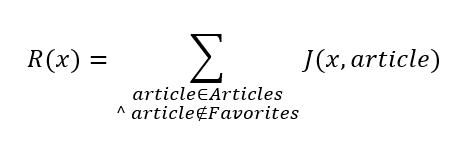 R(x) = ∑ J(x, article)
article∈Articles
^ article∉Favorites